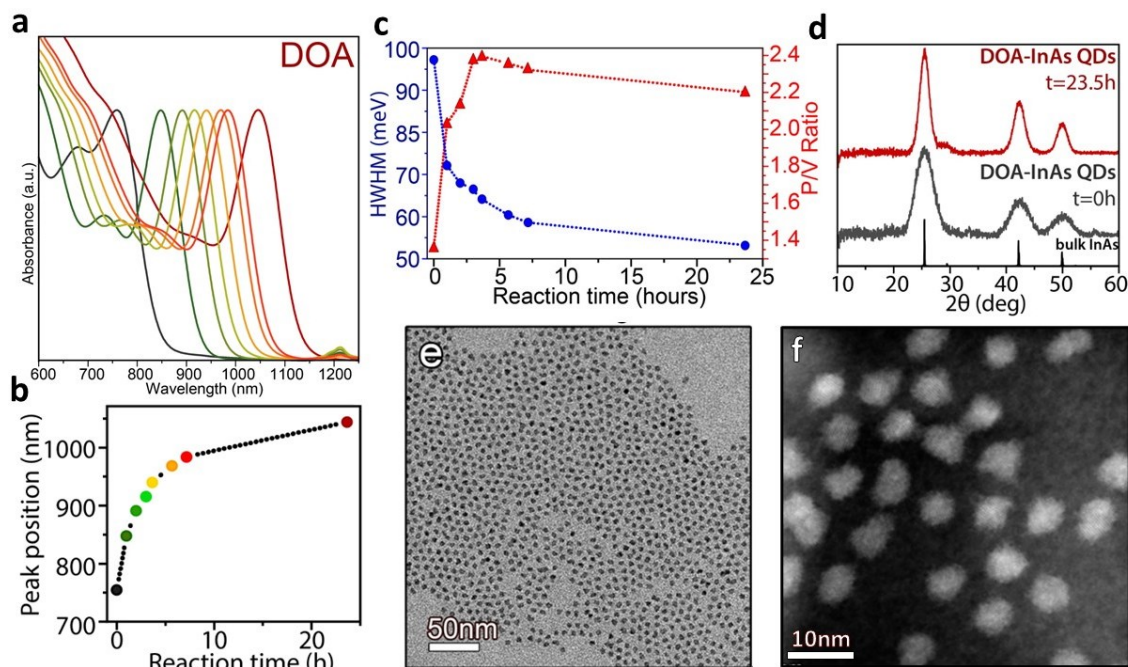 a
DOA
Absorbance (a.u.)
600 700 800 900 1000 1100 1200
Wavelength (nm)
b
Peak position (nm)
1000
900
800
700
0 10 20
Reaction time (h)
c
HWHM (meV)
100
90
85
70
60
50
P/V Ratio
2.4
2.2
2.0
1.8
1.6
1.4
0 5 10 15 20 25
Reaction time (hours)
d
DOA-InAs QDs
t=23.5h
DOA-InAs QDs
t=0h
bulk InAs
10 20 30 40 50 60
2θ (deg)
e
50nm
f
10nm